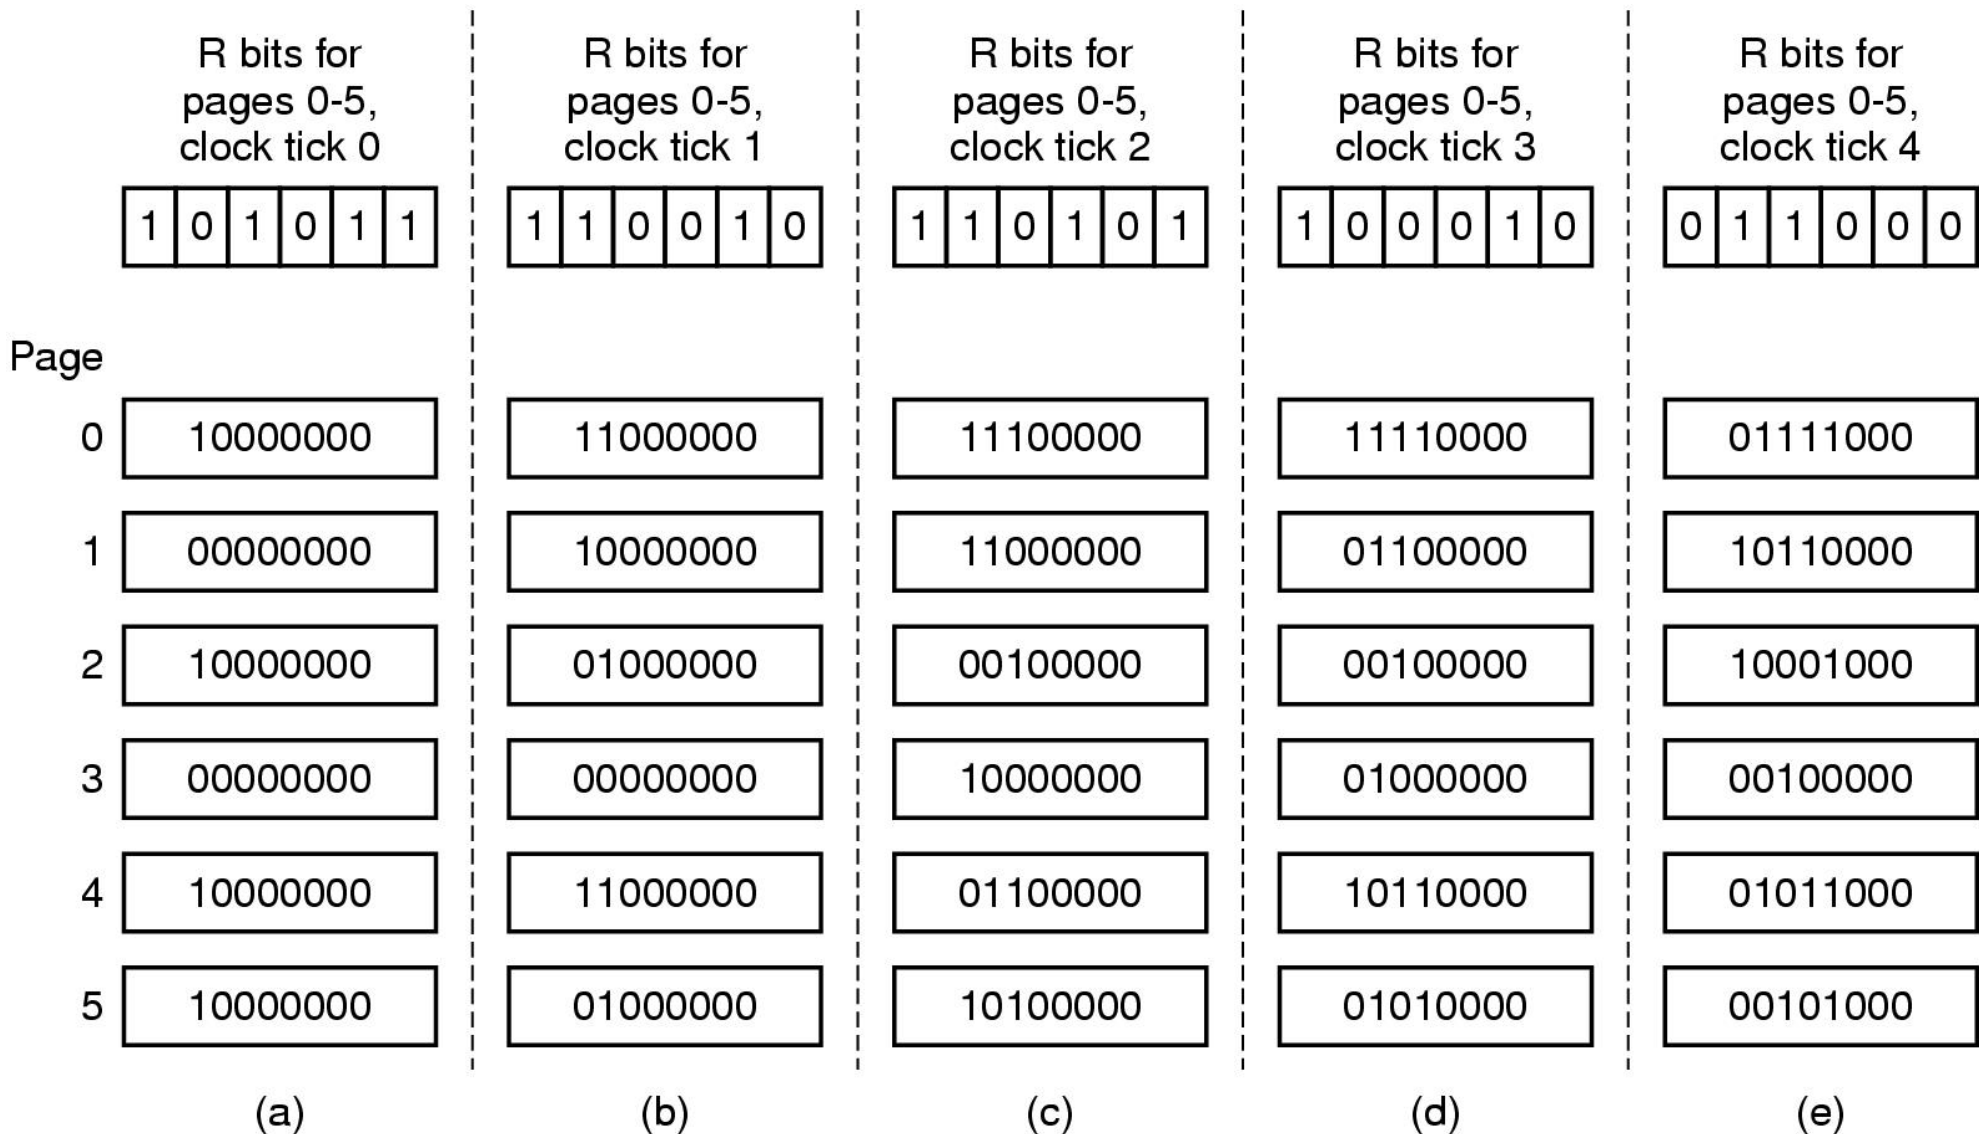 R bits for
pages 0-5,
clock tick 0
R bits for
pages 0-5,
clock tick 1
R bits for
pages 0-5,
clock tick 2
R bits for
pages 0-5,
clock tick 3
R bits for
pages 0-5,
clock tick 4
1 0 1 0 1 1
1 1 0 0 1 0
1 1 0 1 0 1
1 0 0 0 1 0
0 1 1 0 0 0
Page
0 10000000 11000000 11100000 11110000 01111000
1 00000000 10000000 11000000 01100000 10110000
2 10000000 01000000 00100000 00100000 10001000
3 00000000 00000000 10000000 01000000 00100000
4 10000000 11000000 01100000 10110000 01011000
5 10000000 01000000 10100000 01010000 00101000
(a) (b) (c) (d) (e)